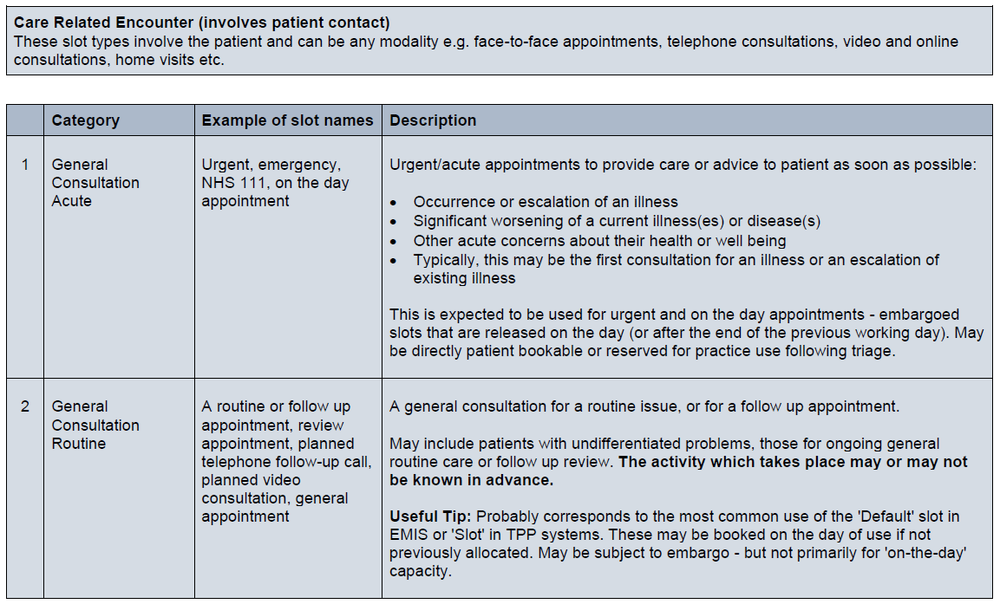 Care Related Encounter (involves patient contact)
These slot types involve the patient and can be any modality e.g. face-to-face appointments, telephone consultations, video and online
consultations, home visits etc.
Category
Example of slot names
Description
1
General
Consultation
Acute
Urgent, emergency,
NHS 111, on the day
appointment
Urgent/acute appointments to provide care or advice to patient as soon as possible:
• Occurrence or escalation of an illness
• Significant worsening of a current illness(es) or disease(s)
• Other acute concerns about their health or well being
• Typically, this may be the first consultation for an illness or an escalation of
existing illness
This is expected to be used for urgent and on the day appointments - embargoed
slots that are released on the day (or after the end of the previous working day). May
be directly patient bookable or reserved for practice use following triage.
2
General
Consultation
Routine
A routine or follow up
appointment, review
appointment, planned
telephone follow-up call,
planned video
consultation, general
appointment
A general consultation for a routine issue, or for a follow up appointment.
May include patients with undifferentiated problems, those for ongoing general
routine care or follow up review. The activity which takes place may or may not
be known in advance.
Useful Tip: Probably corresponds to the most common use of the 'Default' slot in
EMIS or 'Slot' in TPP systems. These may be booked on the day of use if not
previously allocated. May be subject to embargo - but not primarily for 'on-the-day'
capacity.